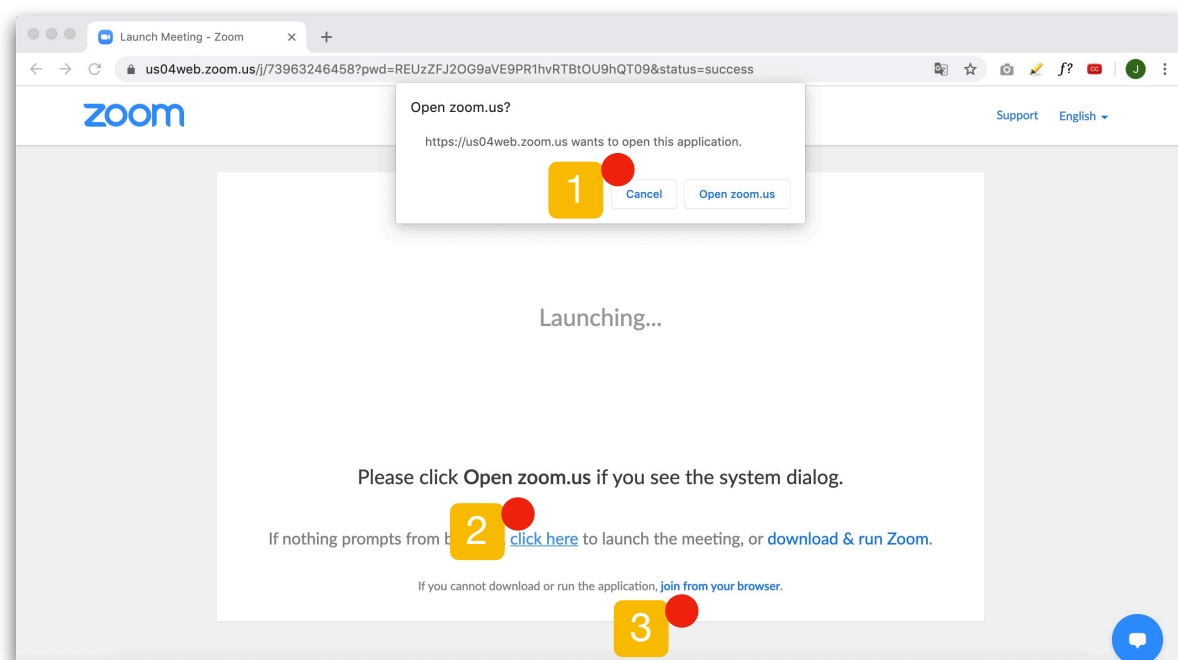 Launch Meeting - Zoom
us04web.zoom.us/j/73963246458?pwd=REUzZFJ2OG9aVE9PR1hvRTBtOU9hQT09&status=success
f?
CC
J
zoom
Support English
Open zoom.us?
https://us04web.zoom.us wants to open this application.
1
Cancel Open zoom.us
Launching...
Please click Open zoom.us if you see the system dialog.
If nothing prompts from 2 click here to launch the meeting, or download & run Zoom.
If you cannot download or run the application, join from your browser.
3